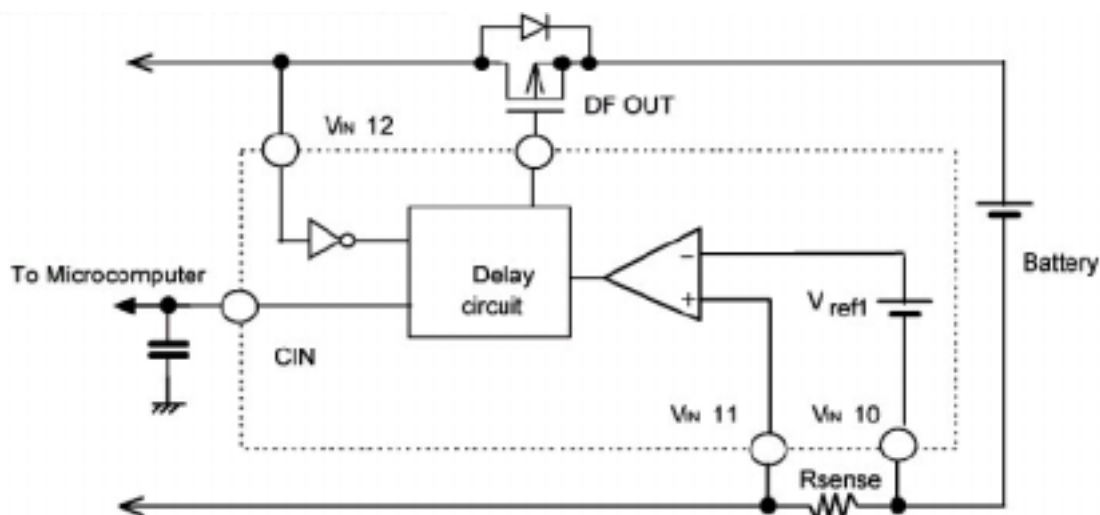 DF OUT
VIN 12
To Microcomputer
Delay
circuit
−
+
Vref1
Battery
CIN
VIN 11
VIN 10
Rsense